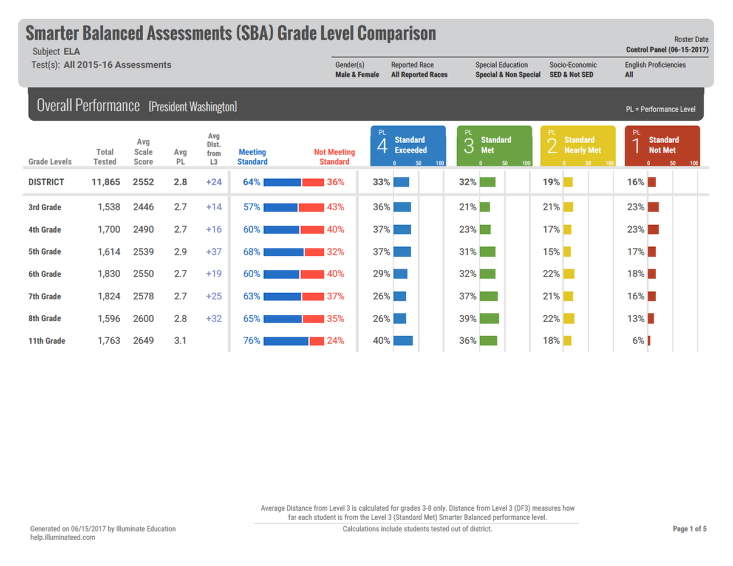 Smarter Balanced Assessments (SBA) Grade Level Comparison
Subject ELA
Test(s): All 2015-16 Assessments
Roster Date
Control Panel (06-15-2017)
Gender(s) Reported Race Special Education Socio-Economic English Proficiencies
Male & Female All Reported Races Special & Non Special SED & Not SED All
Overall Performance [President Washington] PL = Performance Level
Grade Levels Total Tested Avg Scale Score Avg PL Avg Dist. from L3 Meeting Standard Not Meeting Standard PL 4 Standard Exceeded 0 50 100 PL 3 Standard Met 0 50 100 PL 2 Standard Nearly Met 0 50 100 PL 1 Standard Not Met 0 50 100
DISTRICT 11,865 2552 2.8 +24 64% 36% 33% 32% 19% 16%
3rd Grade 1,538 2446 2.7 +14 57% 43% 36% 21% 21% 23%
4th Grade 1,700 2490 2.7 +16 60% 40% 37% 23% 17% 23%
5th Grade 1,614 2539 2.9 +37 68% 32% 37% 31% 15% 17%
6th Grade 1,830 2550 2.7 +19 60% 40% 29% 32% 22% 18%
7th Grade 1,824 2578 2.7 +25 63% 37% 26% 37% 21% 16%
8th Grade 1,596 2600 2.8 +32 65% 35% 26% 39% 22% 13%
11th Grade 1,763 2649 3.1 76% 24% 40% 36% 18% 6%
Average Distance from Level 3 is calculated for grades 3-8 only. Distance from Level 3 (DF3) measures how
far each student is from the Level 3 (Standard Met) Smarter Balanced performance level.
Generated on 06/15/2017 by Illuminate Education Calculations include students tested out of district. Page 1 of 5
help.illuminateed.com